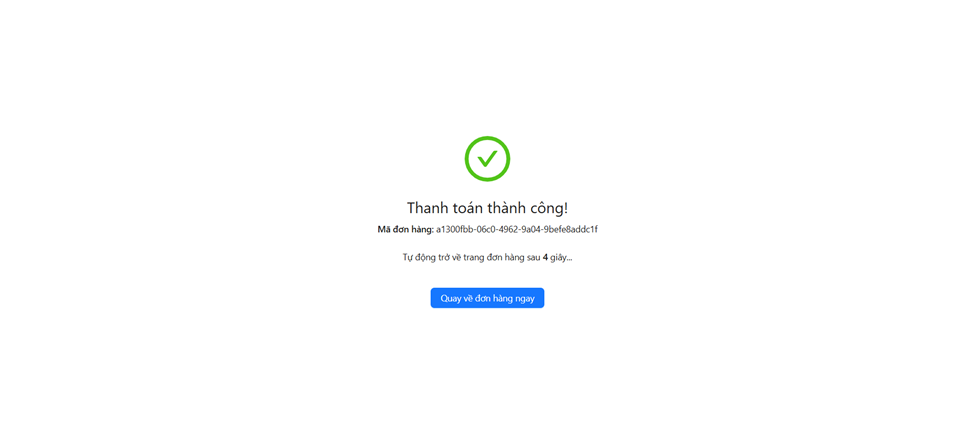 Thanh toán thành công!
Mã đơn hàng: a1300fbb-06c0-4962-9a04-9befe8addc1f
Tự động trở về trang đơn hàng sau 4 giây...
Quay về đơn hàng ngay